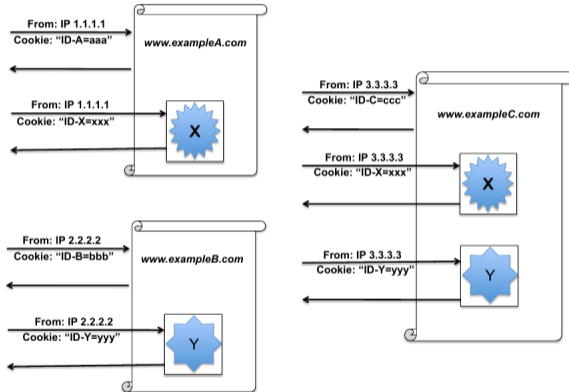 From: IP 1.1.1.1
Cookie: “ID-A=aaa”
www.exampleA.com
From: IP 1.1.1.1
Cookie: “ID-X=xxx”
X
From: IP 2.2.2.2
Cookie: “ID-B=bbb”
www.exampleB.com
From: IP 2.2.2.2
Cookie: “ID-Y=yyy”
Y
From: IP 3.3.3.3
Cookie: “ID-C=ccc”
www.exampleC.com
From: IP 3.3.3.3
Cookie: “ID-X=xxx”
X
From: IP 3.3.3.3
Cookie: “ID-Y=yyy”
Y